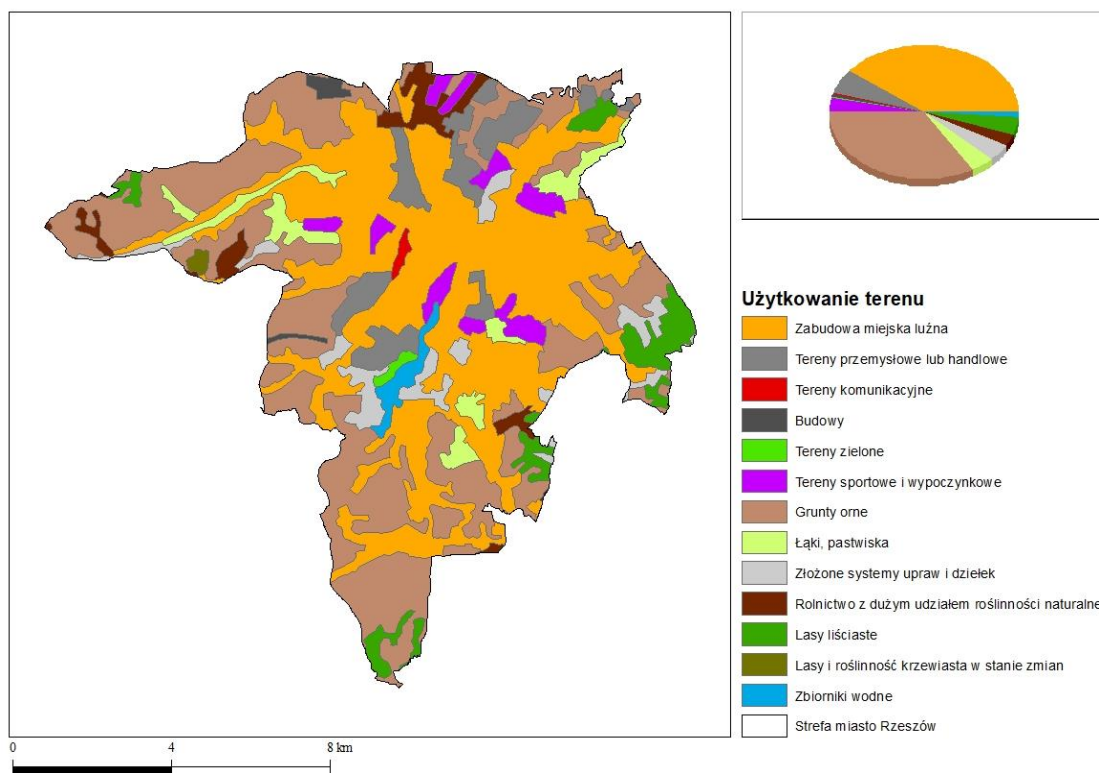 Użytkowanie terenu
Zabudowa miejska luźna
Tereny przemysłowe lub handlowe
Tereny komunikacyjne
Budowy
Tereny zielone
Tereny sportowe i wypoczynkowe
Grunty orne
Łąki, pastwiska
Złożone systemy upraw i dziełek
Rolnictwo z dużym udziałem roślinności naturalne
Lasy liściaste
Lasy i roślinność krzewiasta w stanie zmian
Zbiorniki wodne
Strefa miasto Rzeszów
0 4 8 km